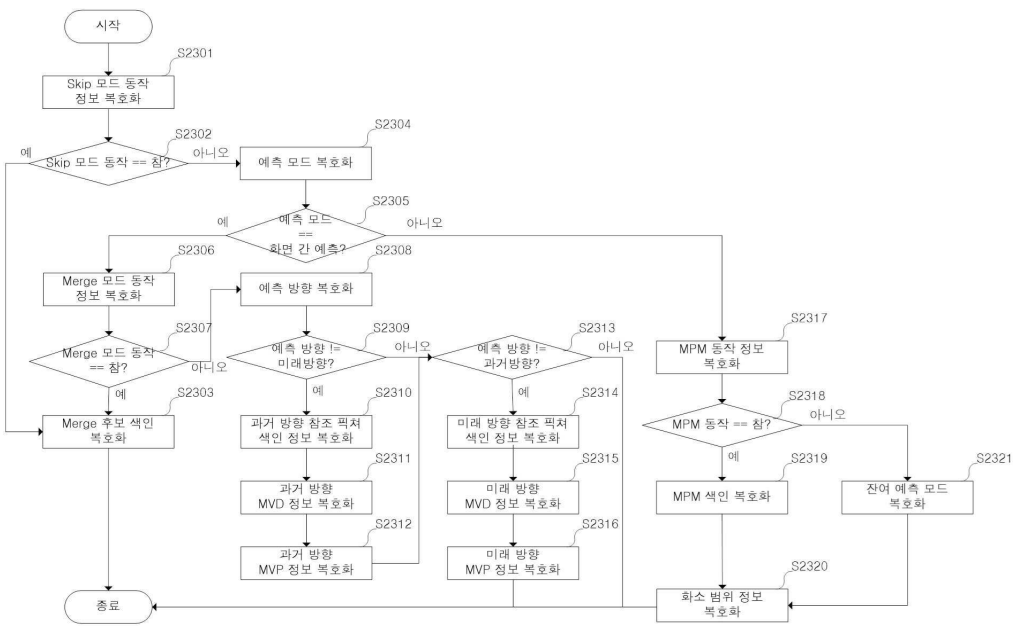 시작
S2301
Skip 모드 동작
정보 복호화
S2302
예
Skip 모드 동작 == 참?
아니오
S2304
예측 모드 복호화
S2305
예
예측 모드
==
화면 간 예측?
아니오
S2306
Merge 모드 동작
정보 복호화
S2308
예측 방향 복호화
S2307
Merge 모드 동작
== 참?
아니오
예
S2309
예측 방향 !=
미래방향?
아니오
예
S2313
예측 방향 !=
과거방향?
아니오
예
S2317
MPM 동작 정보
복호화
S2303
Merge 후보 색인
복호화
S2310
과거 방향 참조 픽쳐
색인 정보 복호화
S2314
미래 방향 참조 픽쳐
색인 정보 복호화
S2318
MPM 동작 == 참?
아니오
예
S2311
과거 방향
MVD 정보 복호화
S2315
미래 방향
MVD 정보 복호화
S2319
MPM 색인 복호화
S2321
잔여 예측 모드
복호화
S2312
과거 방향
MVP 정보 복호화
S2316
미래 방향
MVP 정보 복호화
S2320
화소 범위 정보
복호화
종료